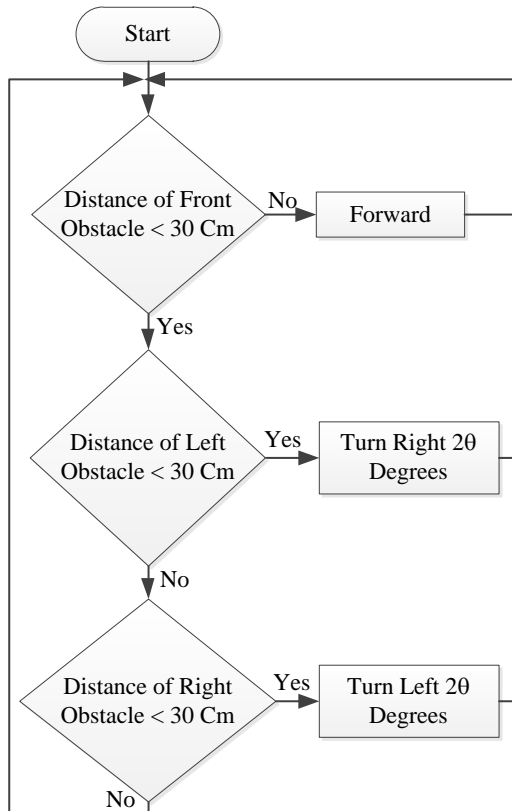 Start
Distance of Front
Obstacle < 30 Cm
No
Forward
Yes
Distance of Left
Obstacle < 30 Cm
Yes
Turn Right 2θ
Degrees
No
Distance of Right
Obstacle < 30 Cm
Yes
Turn Left 2θ
Degrees
No